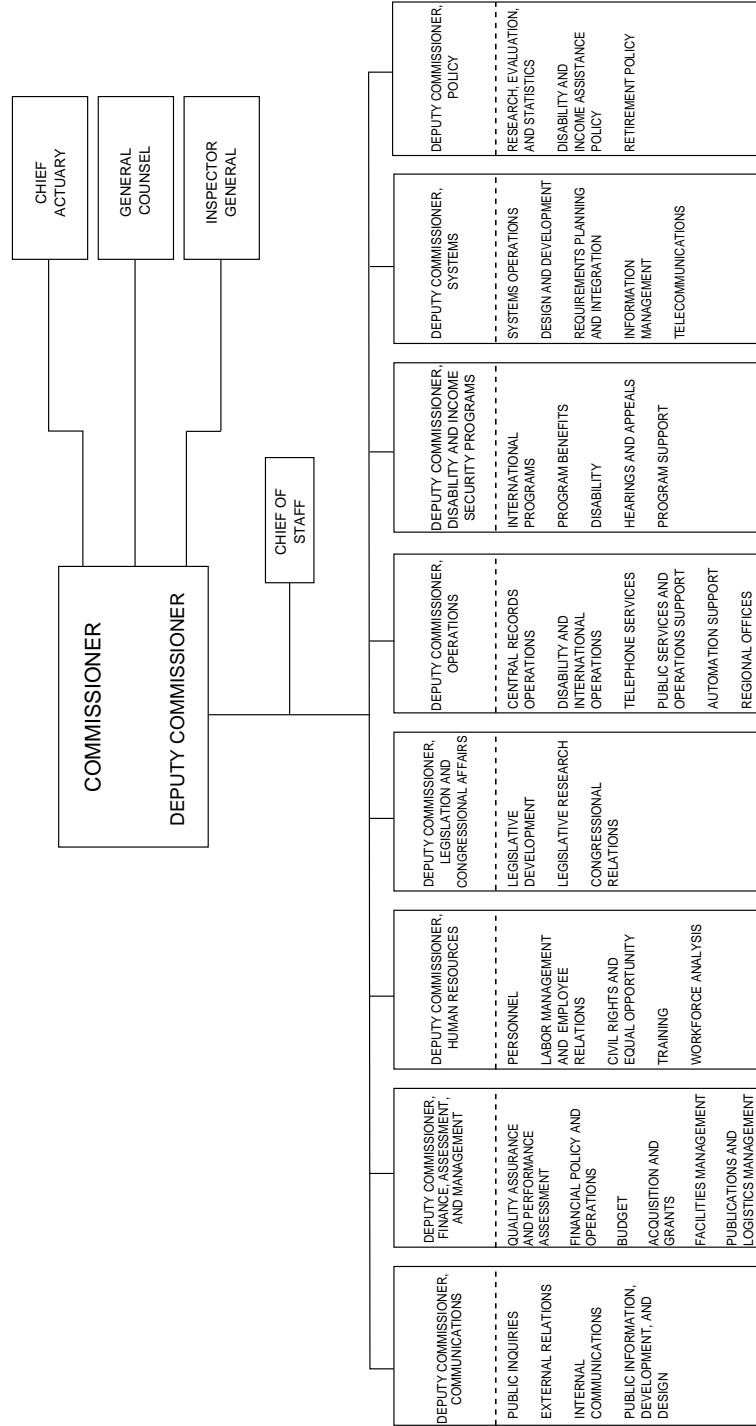 COMMISSIONER
DEPUTY COMMISSIONER
CHIEF
ACTUARY
GENERAL
COUNSEL
INSPECTOR
GENERAL
CHIEF OF
STAFF
DEPUTY COMMISSIONER,
COMMUNICATIONS
PUBLIC INQUIRIES
EXTERNAL RELATIONS
INTERNAL
COMMUNICATIONS
PUBLIC INFORMATION,
DEVELOPMENT, AND
DESIGN
DEPUTY COMMISSIONER,
FINANCE, ASSESSMENT,
AND MANAGEMENT
QUALITY ASSURANCE
AND PERFORMANCE
ASSESSMENT
FINANCIAL POLICY AND
OPERATIONS
BUDGET
ACQUISITION AND
GRANTS
FACILITIES MANAGEMENT
PUBLICATIONS AND
LOGISTICS MANAGEMENT
DEPUTY COMMISSIONER,
HUMAN RESOURCES
PERSONNEL
LABOR MANAGEMENT
AND EMPLOYEE
RELATIONS
CIVIL RIGHTS AND
EQUAL OPPORTUNITY
TRAINING
WORKFORCE ANALYSIS
DEPUTY COMMISSIONER,
LEGISLATION AND
CONGRESSIONAL AFFAIRS
LEGISLATIVE
DEVELOPMENT
LEGISLATIVE RESEARCH
CONGRESSIONAL
RELATIONS
DEPUTY COMMISSIONER,
OPERATIONS
CENTRAL RECORDS
OPERATIONS
DISABILITY AND
INTERNATIONAL
OPERATIONS
TELEPHONE SERVICES
PUBLIC SERVICES AND
OPERATIONS SUPPORT
AUTOMATION SUPPORT
REGIONAL OFFICES
DEPUTY COMMISSIONER,
DISABILITY AND INCOME
SECURITY PROGRAMS
INTERNATIONAL
PROGRAMS
PROGRAM BENEFITS
DISABILITY
HEARINGS AND APPEALS
PROGRAM SUPPORT
DEPUTY COMMISSIONER,
SYSTEMS
SYSTEMS OPERATIONS
DESIGN AND DEVELOPMENT
REQUIREMENTS PLANNING
AND INTEGRATION
INFORMATION
MANAGEMENT
TELECOMMUNICATIONS
DEPUTY COMMISSIONER,
POLICY
RESEARCH, EVALUATION,
AND STATISTICS
DISABILITY AND
INCOME ASSISTANCE
POLICY
RETIREMENT POLICY